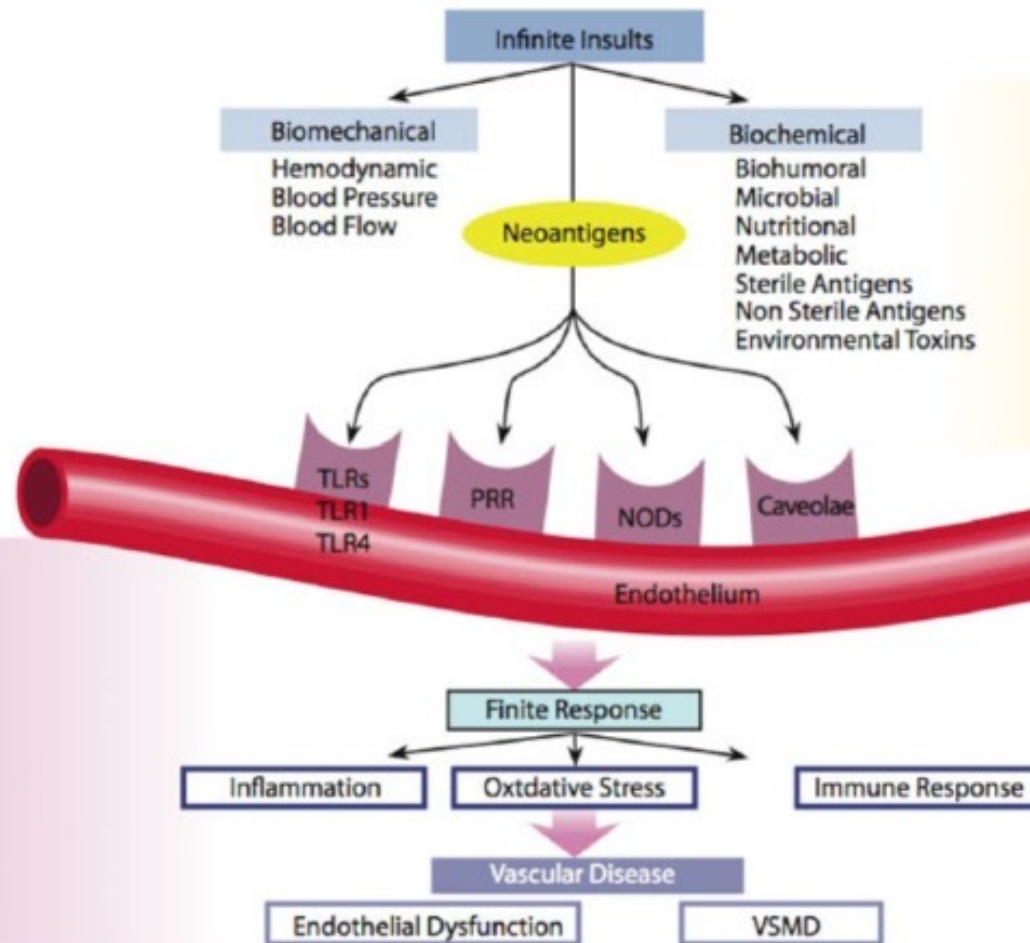 Infinite Insults
Biomechanical
Hemodynamic
Blood Pressure
Blood Flow
Biochemical
Biohumoral
Microbial
Nutritional
Metabolic
Sterile Antigens
Non Sterile Antigens
Environmental Toxins
Neoantigens
TLRs
TLR1
TLR4
PRR
NODs
Caveolae
Endothelium
Finite Response
Inflammation
Oxtdative Stress
Immune Response
Vascular Disease
Endothelial Dysfunction
VSMD